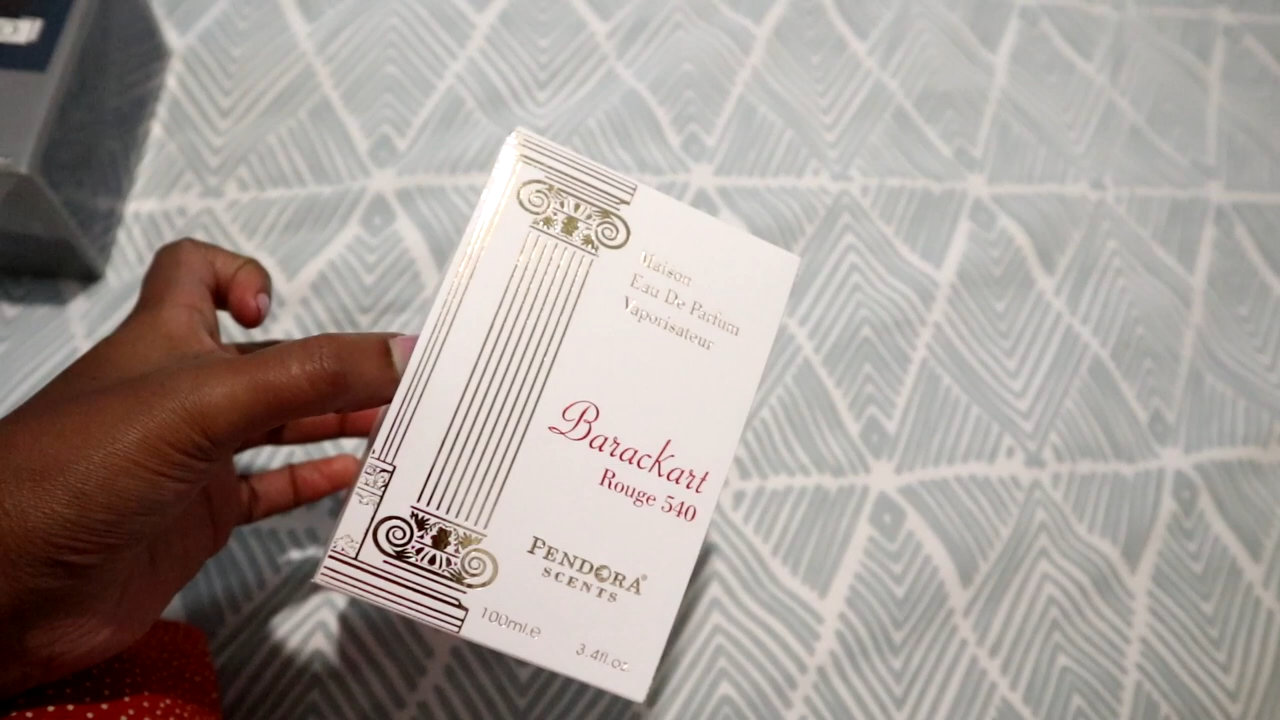 Maison
Eau De Parfum
Vaporisateur
Barackart
Rouge 540
PENDORA®
SCENTS
100ml.e
3.4fl.oz